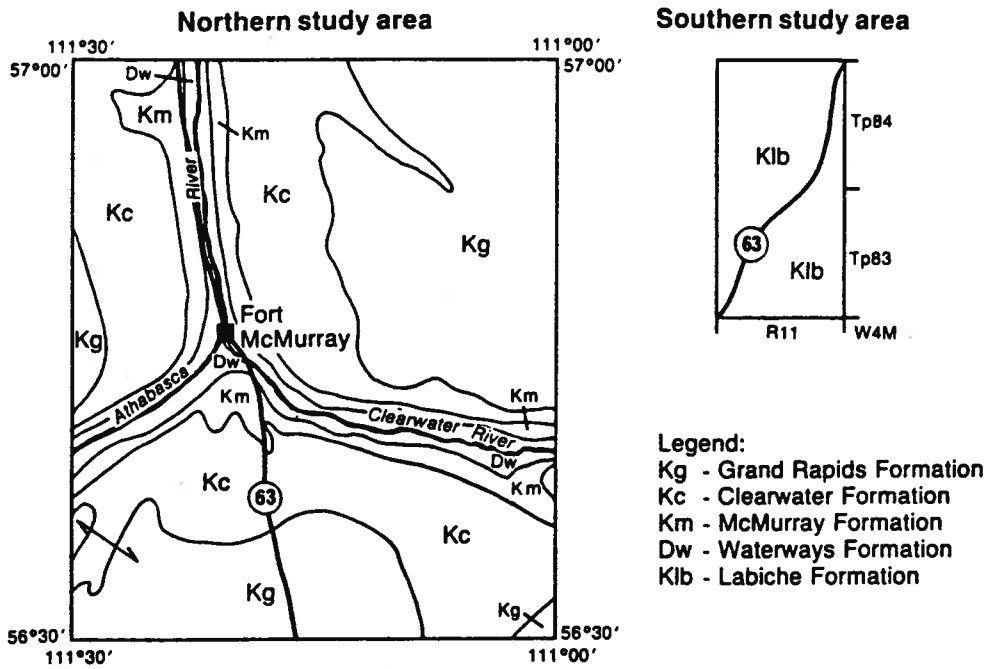 Northern study area
111°30′
111°00′
57°00′
57°00′
Dw
Km
Km
River
Kc
Kc
Kg
Kg
Fort
McMurray
Dw
Athabasca
Km
Clearwater River
Km
Dw
Km
Kc
63
Kc
Kg
Kg
56°30′
56°30′
111°30′
111°00′
Southern study area
Klb
Tp84
63
Klb
Tp83
R11
W4M
Legend:
Kg - Grand Rapids Formation
Kc - Clearwater Formation
Km - McMurray Formation
Dw - Waterways Formation
Klb - Labiche Formation